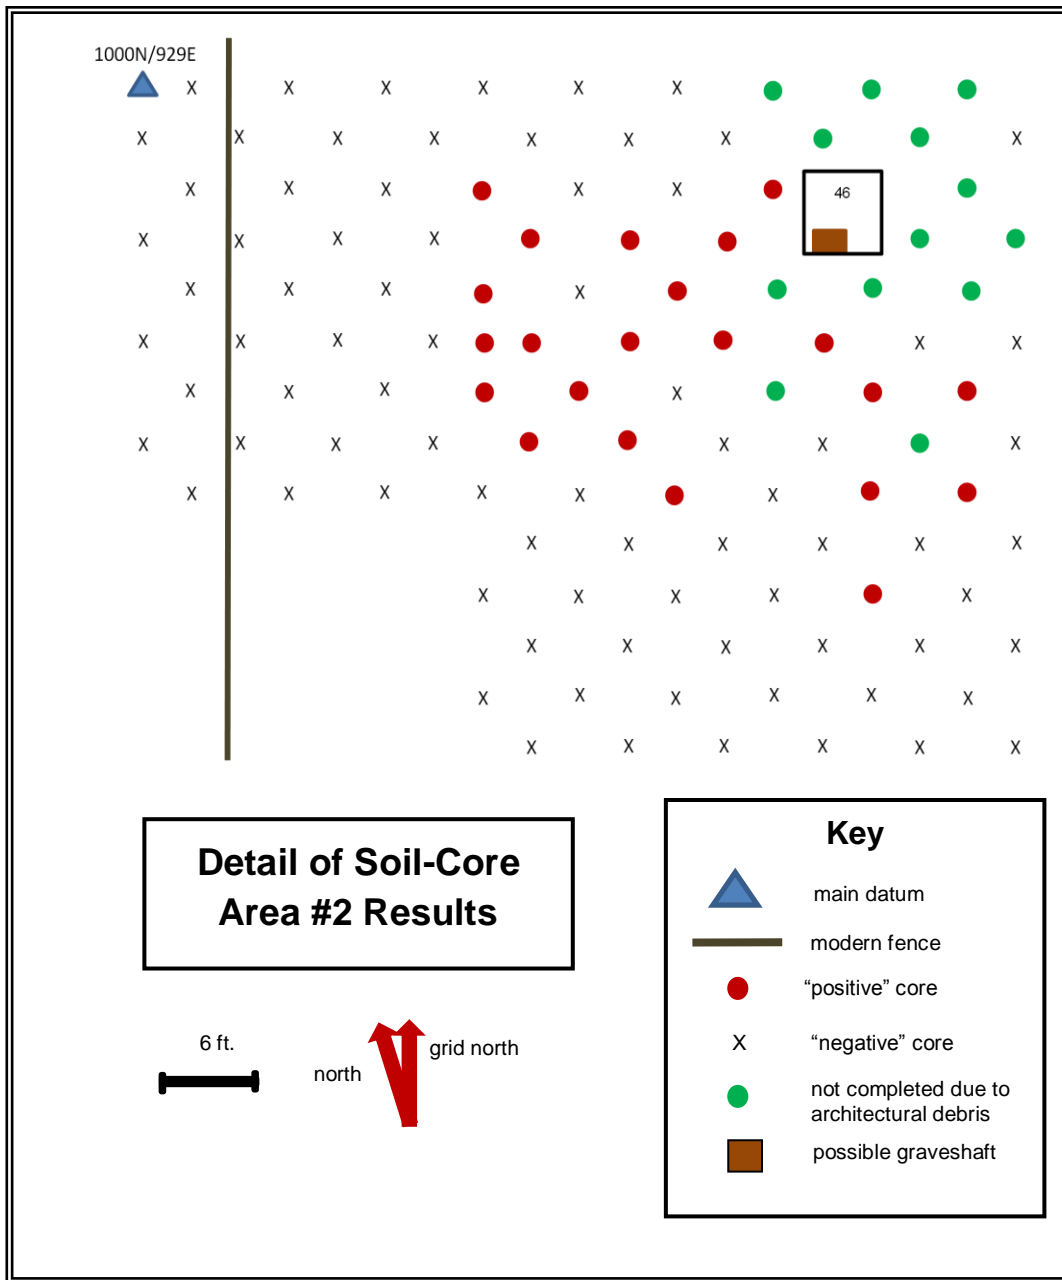 1000N/929E
46
Detail of Soil-Core
Area #2 Results
6 ft.
north
grid north
Key
main datum
modern fence
“positive” core
X “negative” core
not completed due to
architectural debris
possible graveshaft